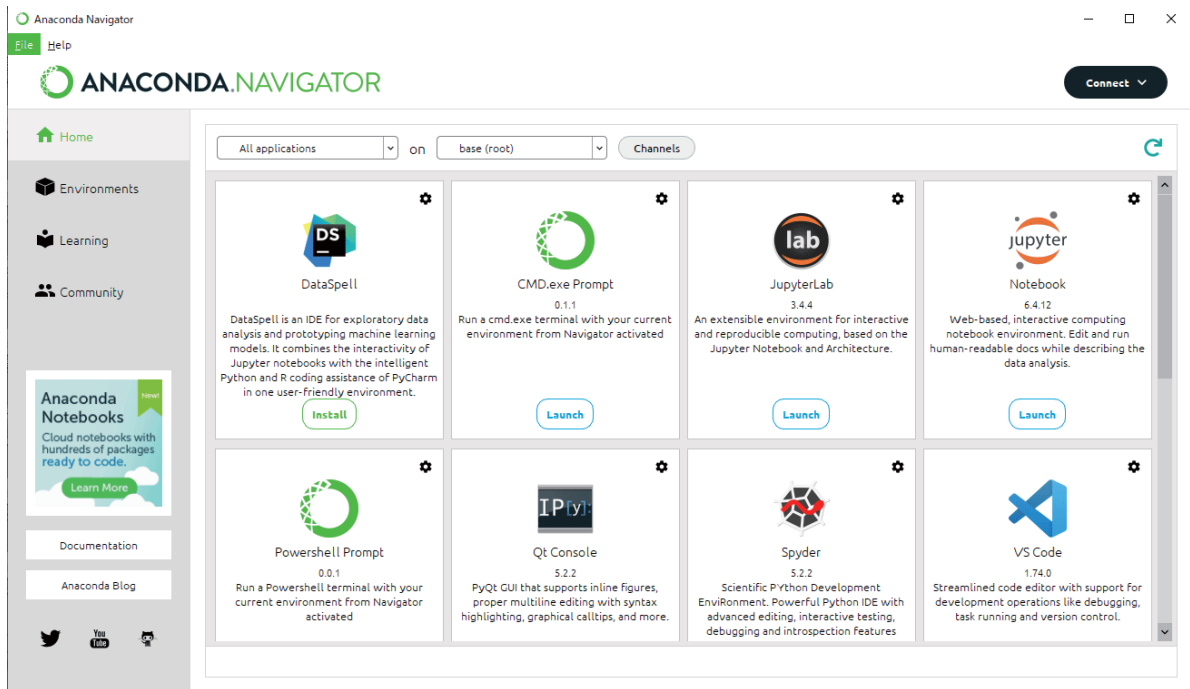 Anaconda Navigator
File Help
ANACONDA.NAVIGATOR
Connect
Home
Environments
Learning
Community
Anaconda
Notebooks
New!
Cloud notebooks with
hundreds of packages
ready to code.
Learn More
Documentation
Anaconda Blog
You
Tube
All applications on base (root) Channels
DS
DataSpell
DataSpell is an IDE for exploratory data
analysis and prototyping machine learning
models. It combines the interactivity of
Jupyter notebooks with the intelligent
Python and R coding assistance of PyCharm
in one user-friendly environment.
Install
CMD.exe Prompt
0.1.1
Run a cmd.exe terminal with your current
environment from Navigator activated
Launch
lab
JupyterLab
3.4.4
An extensible environment for interactive
and reproducible computing, based on the
Jupyter Notebook and Architecture.
Launch
jupyter
Notebook
6.4.12
Web-based, interactive computing
notebook environment. Edit and run
human-readable docs while describing the
data analysis.
Launch
Powershell Prompt
0.0.1
Run a Powershell terminal with your
current environment from Navigator
activated
IP[y]:
Qt Console
5.2.2
PyQt GUI that supports inline figures,
proper multiline editing with syntax
highlighting, graphical calltips, and more.
Spyder
5.2.2
Scientific PYthon Development
EnviRonment. Powerful Python IDE with
advanced editing, interactive testing,
debugging and introspection features
VS Code
1.74.0
Streamlined code editor with support for
development operations like debugging,
task running and version control.